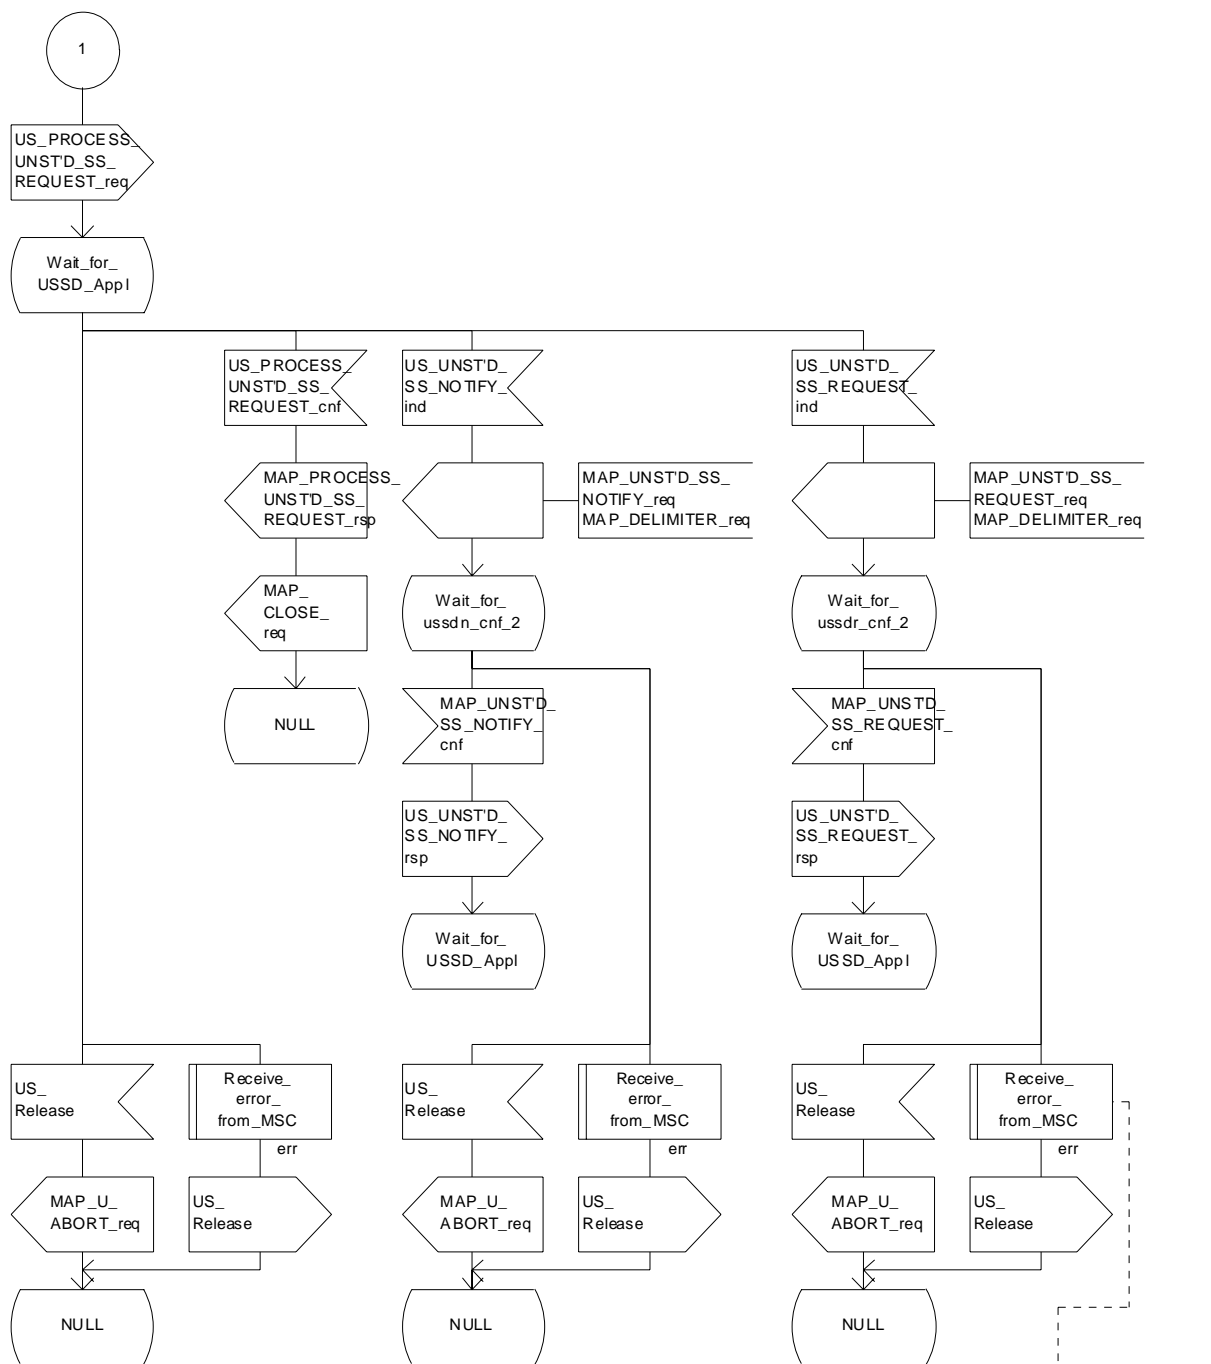 1
US_PROCESS_
UNST'D_SS_
REQUEST_req
Wait_for_
USSD_Appl
US_PROCESS_
UNST'D_SS_
REQUEST_cnf
US_UNST'D_
SS_NOTIFY_
ind
US_UNST'D_
SS_REQUEST_
ind
MAP_PROCESS_
UNST'D_SS_
REQUEST_rsp
MAP_UNST'D_SS_
NOTIFY_req
MAP_DELIMITER_req
MAP_UNST'D_SS_
REQUEST_req
MAP_DELIMITER_req
MAP_
CLOSE_
req
Wait_for_
ussdn_cnf_2
Wait_for_
ussdr_cnf_2
NULL
MAP_UNST'D_
SS_NOTIFY_
cnf
MAP_UNST'D_
SS_REQUEST_
cnf
US_UNST'D_
SS_NOTIFY_
rsp
US_UNST'D_
SS_REQUEST_
rsp
Wait_for_
USSD_Appl
Wait_for_
USSD_Appl
US_
Release
Receive_
error_
from_MSC
err
US_
Release
Receive_
error_
from_MSC
err
US_
Release
Receive_
error_
from_MSC
err
MAP_U_
ABORT_req
US_
Release
MAP_U_
ABORT_req
US_
Release
MAP_U_
ABORT_req
US_
Release
NULL
NULL
NULL